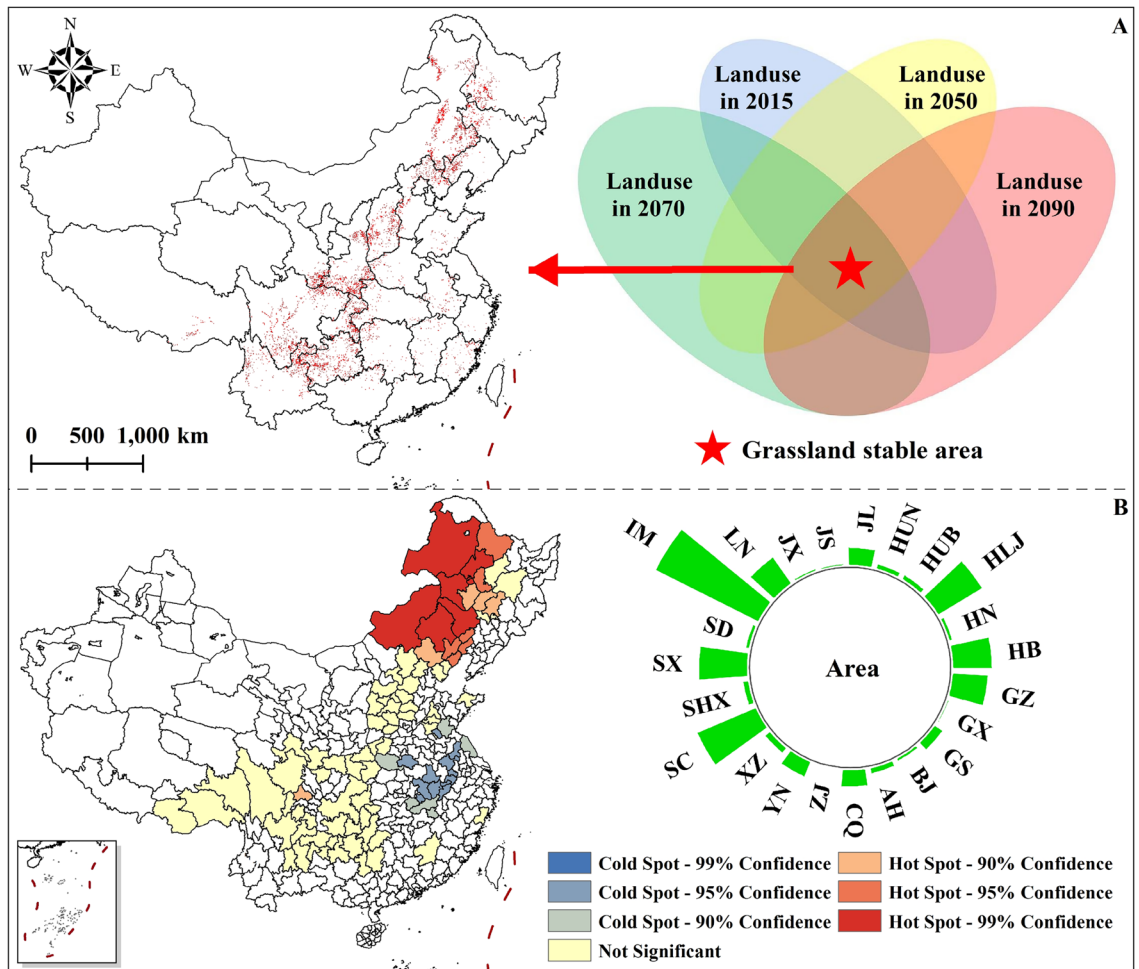 A
N
W
E
S
Landuse
in 2015
Landuse
in 2050
Landuse
in 2070
Landuse
in 2090
0 500 1,000 km
Grassland stable area
B
IM
LN
JX
JS
JL
HUN
HUB
HLJ
HN
HB
GZ
GX
GS
BJ
AH
CQ
ZJ
YN
XZ
SC
SHX
SX
SD
Area
Cold Spot - 99% Confidence
Cold Spot - 95% Confidence
Cold Spot - 90% Confidence
Not Significant
Hot Spot - 90% Confidence
Hot Spot - 95% Confidence
Hot Spot - 99% Confidence